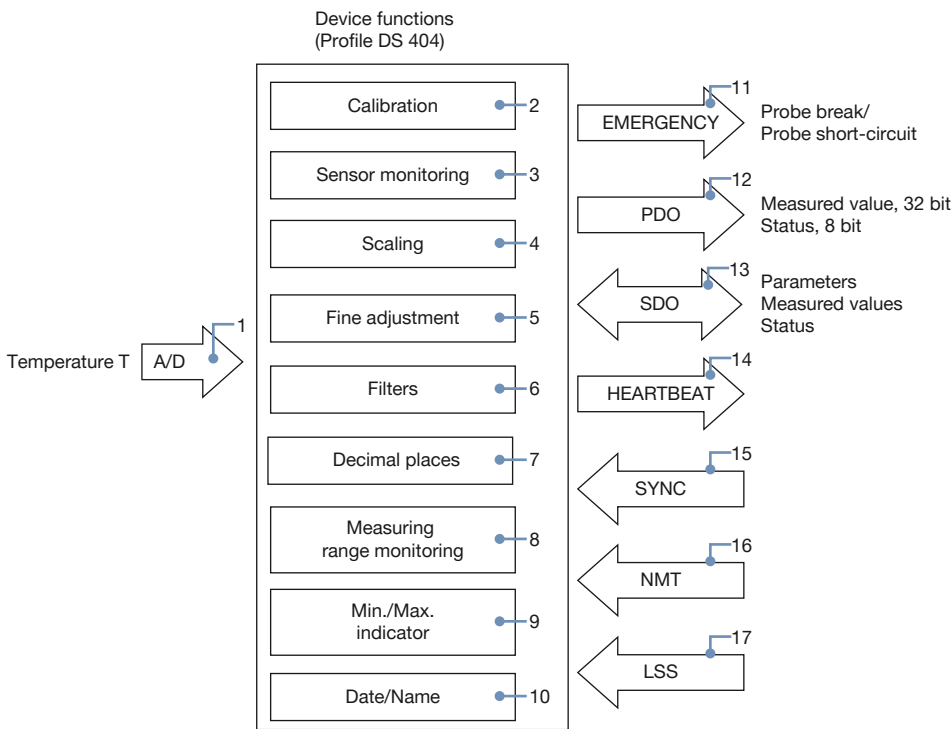 Device functions
(Profile DS 404)
Calibration
2
Sensor monitoring
3
Scaling
4
Fine adjustment
5
Filters
6
Decimal places
7
Measuring
range monitoring
8
Min./Max.
indicator
9
Date/Name
10
Temperature T
A/D
1
11
EMERGENCY
Probe break/
Probe short-circuit
12
PDO
Measured value, 32 bit
Status, 8 bit
13
SDO
Parameters
Measured values
Status
14
HEARTBEAT
15
SYNC
16
NMT
17
LSS